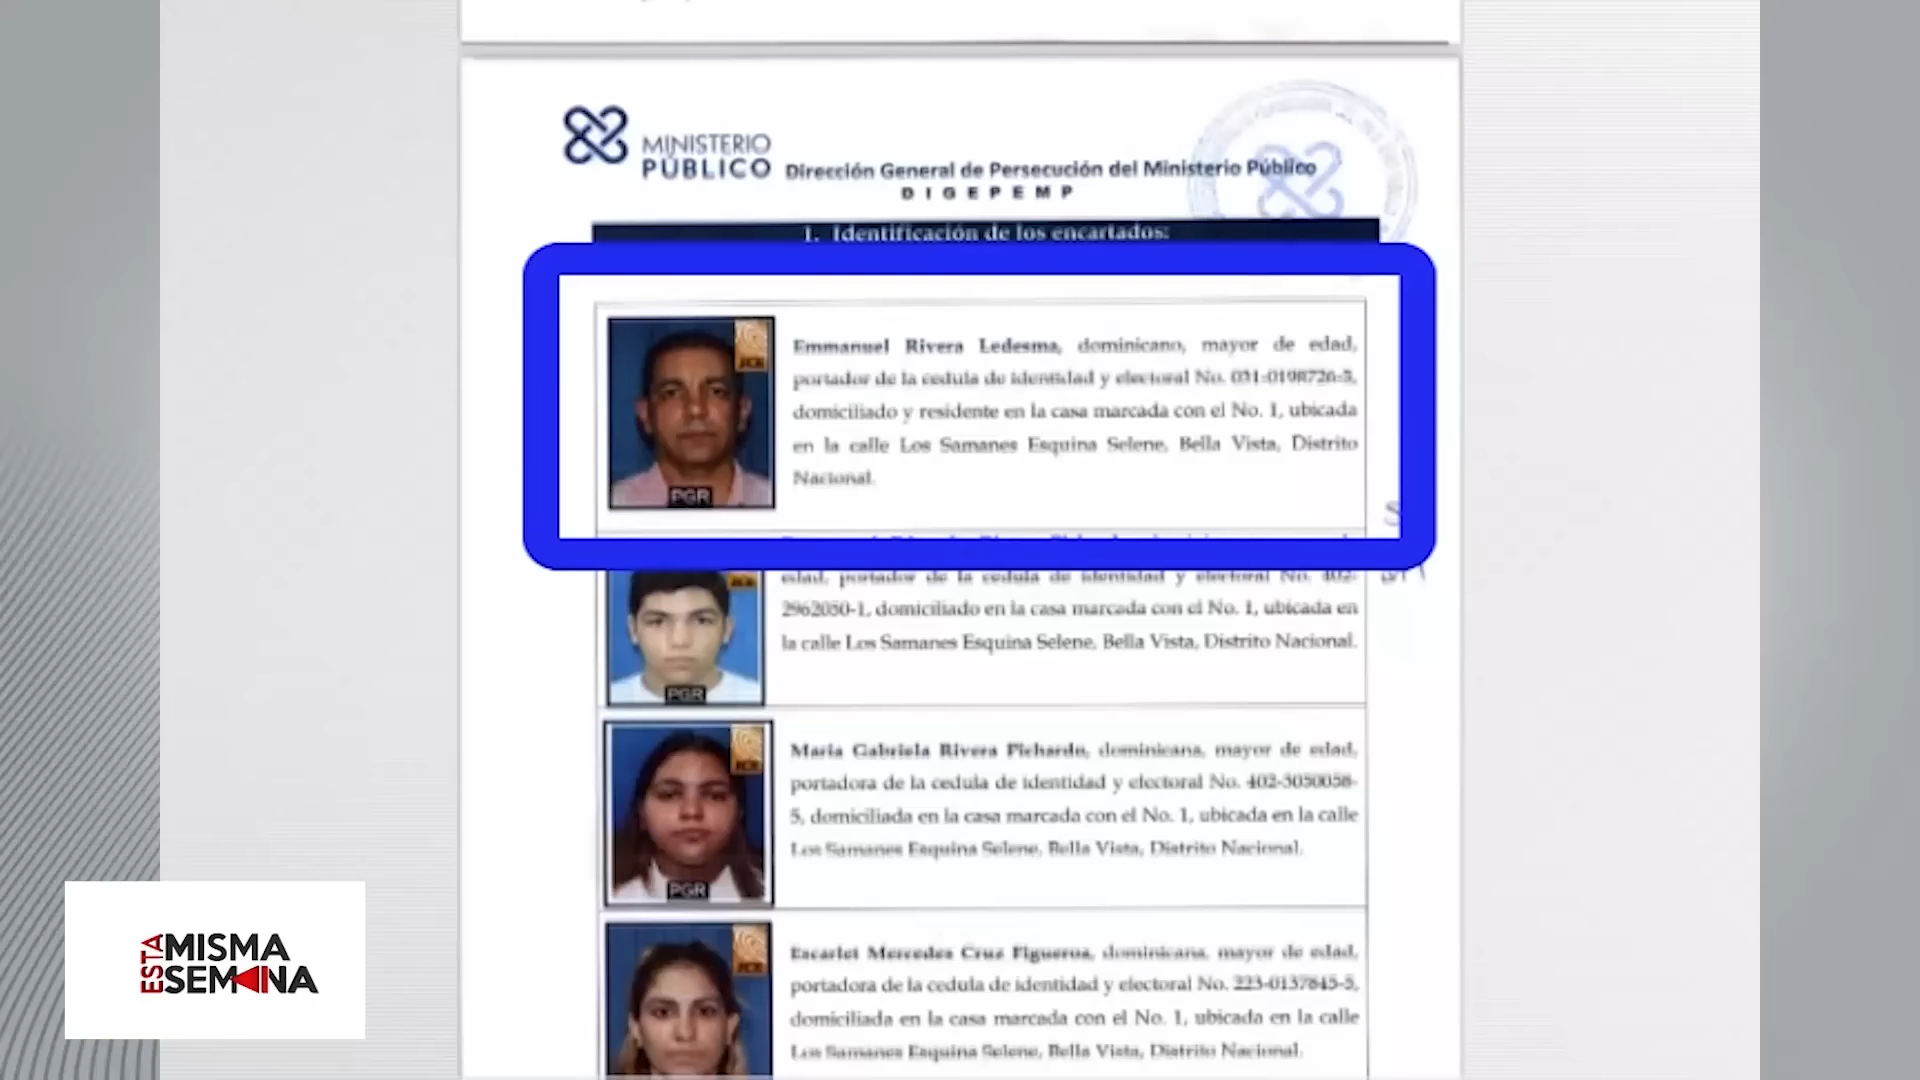 MINISTERIO
PÚBLICO
Dirección General de Persecución del Ministerio Público
DIGEPEMP
1. Identificación de los encartados:
Emmanuel Rivera Ledesma, dominicano, mayor de edad,
portador de la cedula de identidad y electoral No. 031-0198726-3,
domiciliado y residente en la casa marcada con el No. 1, ubicada
en la calle Los Samanes Esquina Selene, Bella Vista, Distrito
Nacional.
PGR
edad, portador de la cedula de identidad y electoral No. 402-
2962050-1, domiciliado en la casa marcada con el No. 1, ubicada en
la calle Los Samanes Esquina Selene, Bella Vista, Distrito Nacional.
PGR
Maria Gabriela Rivera Pichardo, dominicana, mayor de edad,
portadora de la cedula de identidad y electoral No. 402-3050058-
5, domiciliada en la casa marcada con el No. 1, ubicada en la calle
Los Samanes Esquina Selene, Bella Vista, Distrito Nacional.
PGR
Escarlet Mercedes Cruz Figueroa, dominicana, mayor de edad,
portadora de la cedula de identidad y electoral No. 223-0137845-5,
domiciliada en la casa marcada con el No. 1, ubicada en la calle
Los Samanes Esquina Selene, Bella Vista, Distrito Nacional.
ESTA MISMA
SEMANA